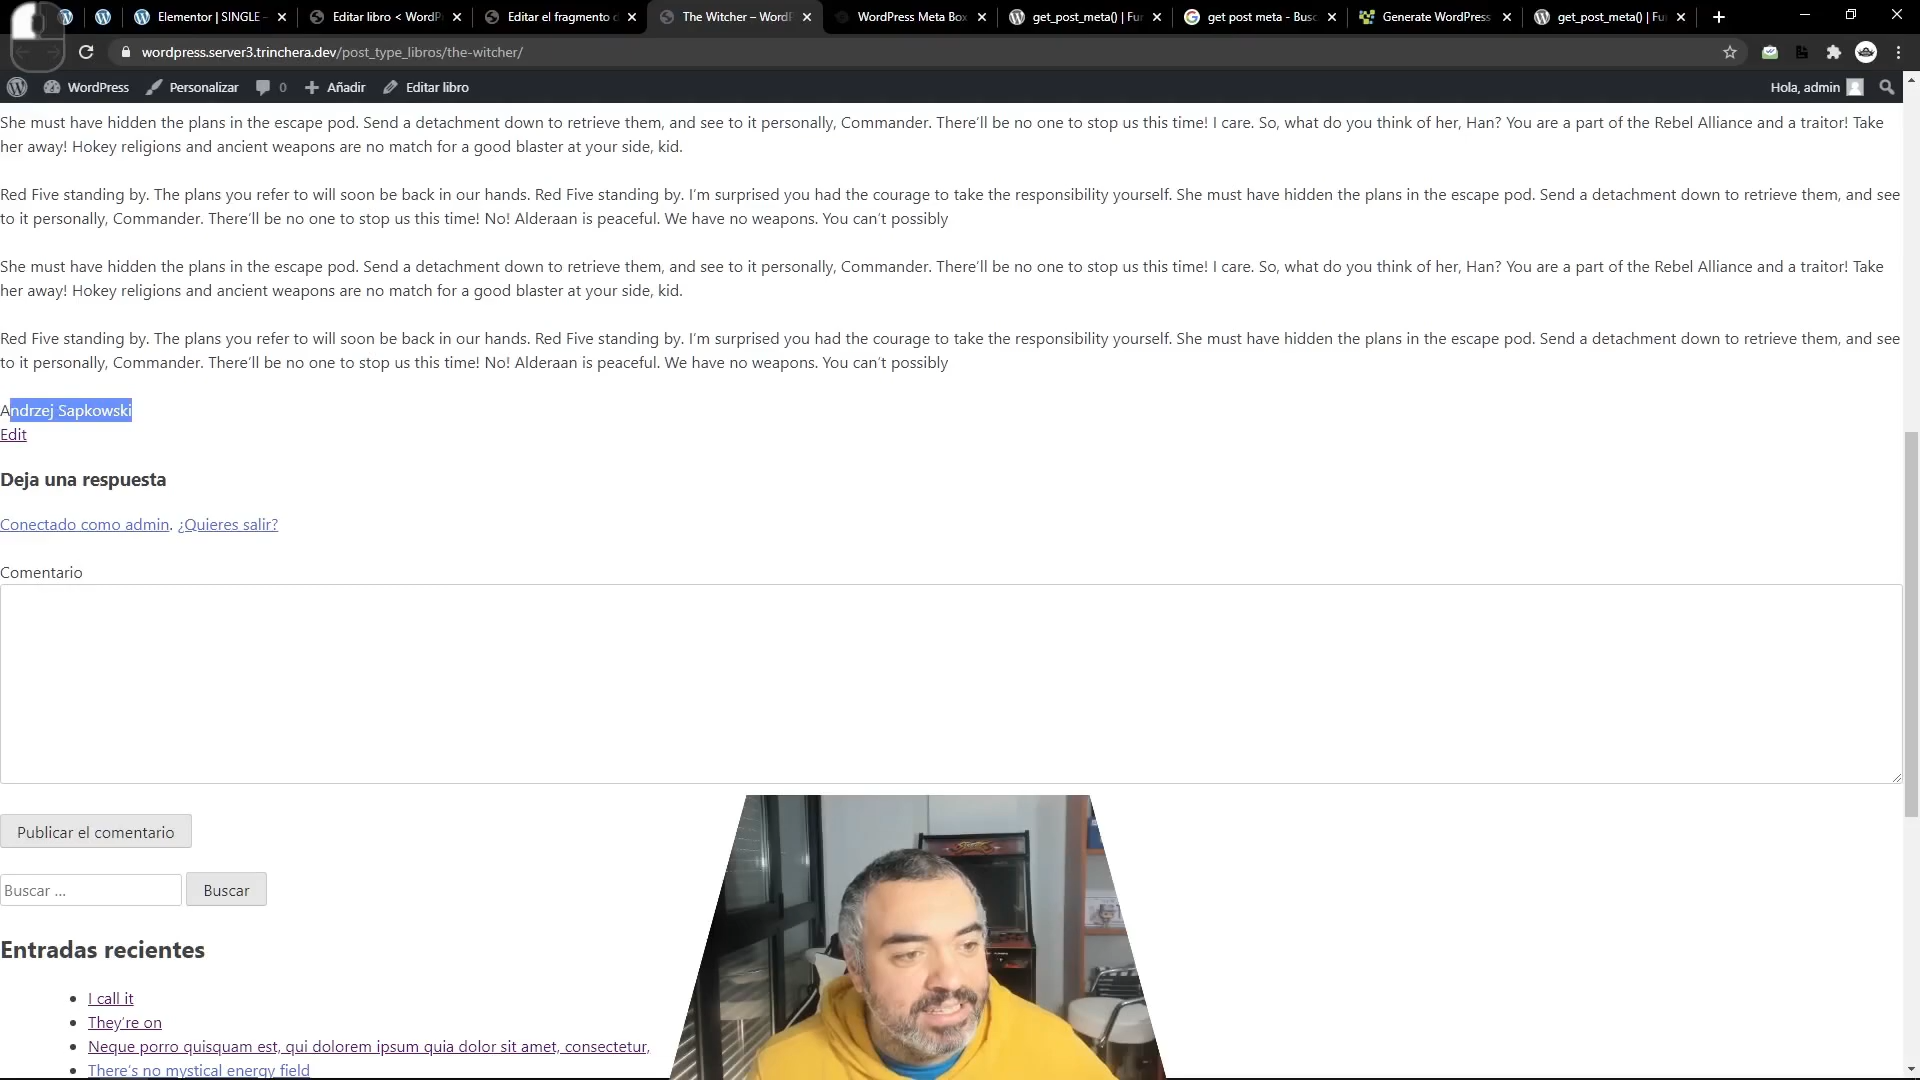 Elementor | SINGLE -
Editar libro < WordP
Editar el fragmento d
The Witcher – WordP
WordPress Meta Box
get_post_meta() | Fun
get post meta - Busc
Generate WordPress
get_post_meta() | Fu
wordpress.server3.trinchera.dev/post_type_libros/the-witcher/
WordPress
Personalizar
0
Añadir
Editar libro
Hola, admin
She must have hidden the plans in the escape pod. Send a detachment down to retrieve them, and see to it personally, Commander. There'll be no one to stop us this time! I care. So, what do you think of her, Han? You are a part of the Rebel Alliance and a traitor! Take
her away! Hokey religions and ancient weapons are no match for a good blaster at your side, kid.
Red Five standing by. The plans you refer to will soon be back in our hands. Red Five standing by. I'm surprised you had the courage to take the responsibility yourself. She must have hidden the plans in the escape pod. Send a detachment down to retrieve them, and see
to it personally, Commander. There'll be no one to stop us this time! No! Alderaan is peaceful. We have no weapons. You can't possibly
She must have hidden the plans in the escape pod. Send a detachment down to retrieve them, and see to it personally, Commander. There'll be no one to stop us this time! I care. So, what do you think of her, Han? You are a part of the Rebel Alliance and a traitor! Take
her away! Hokey religions and ancient weapons are no match for a good blaster at your side, kid.
Red Five standing by. The plans you refer to will soon be back in our hands. Red Five standing by. I'm surprised you had the courage to take the responsibility yourself. She must have hidden the plans in the escape pod. Send a detachment down to retrieve them, and see
to it personally, Commander. There'll be no one to stop us this time! No! Alderaan is peaceful. We have no weapons. You can't possibly
Andrzej Sapkowski
Edit
Deja una respuesta
Conectado como admin. ¿Quieres salir?
Comentario
Publicar el comentario
Buscar ...
Buscar
Entradas recientes
I call it
They're on
Neque porro quisquam est, qui dolorem ipsum quia dolor sit amet, consectetur,
There's no mystical energy field